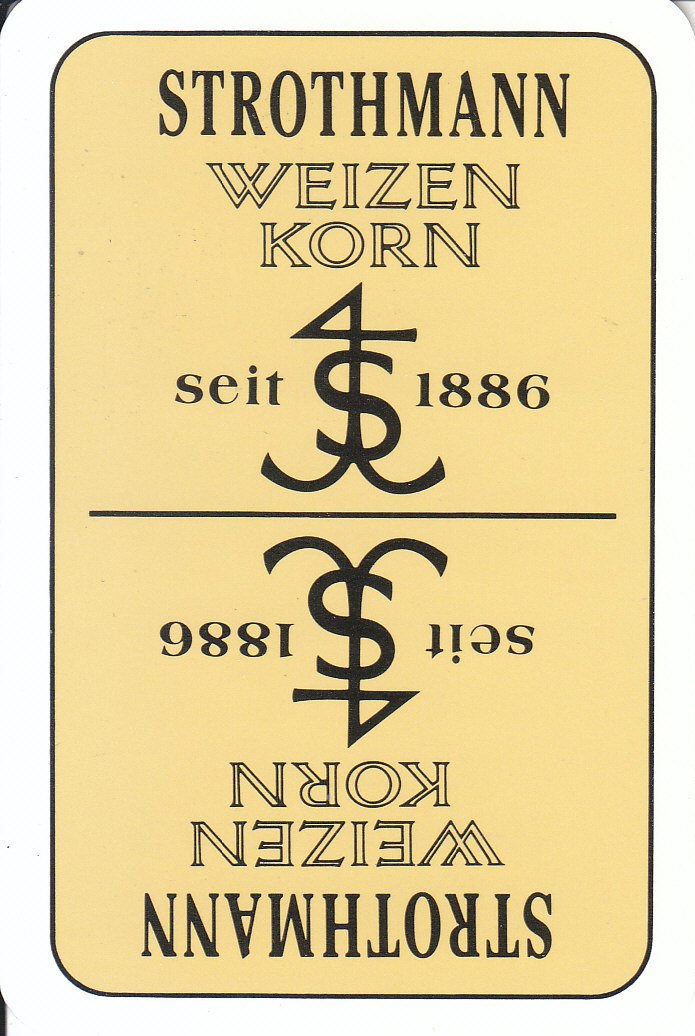 STROTHMANN
WEIZEN
KORN
seit 1886
seit 1886
KORN
WEIZEN
STROTHMANN